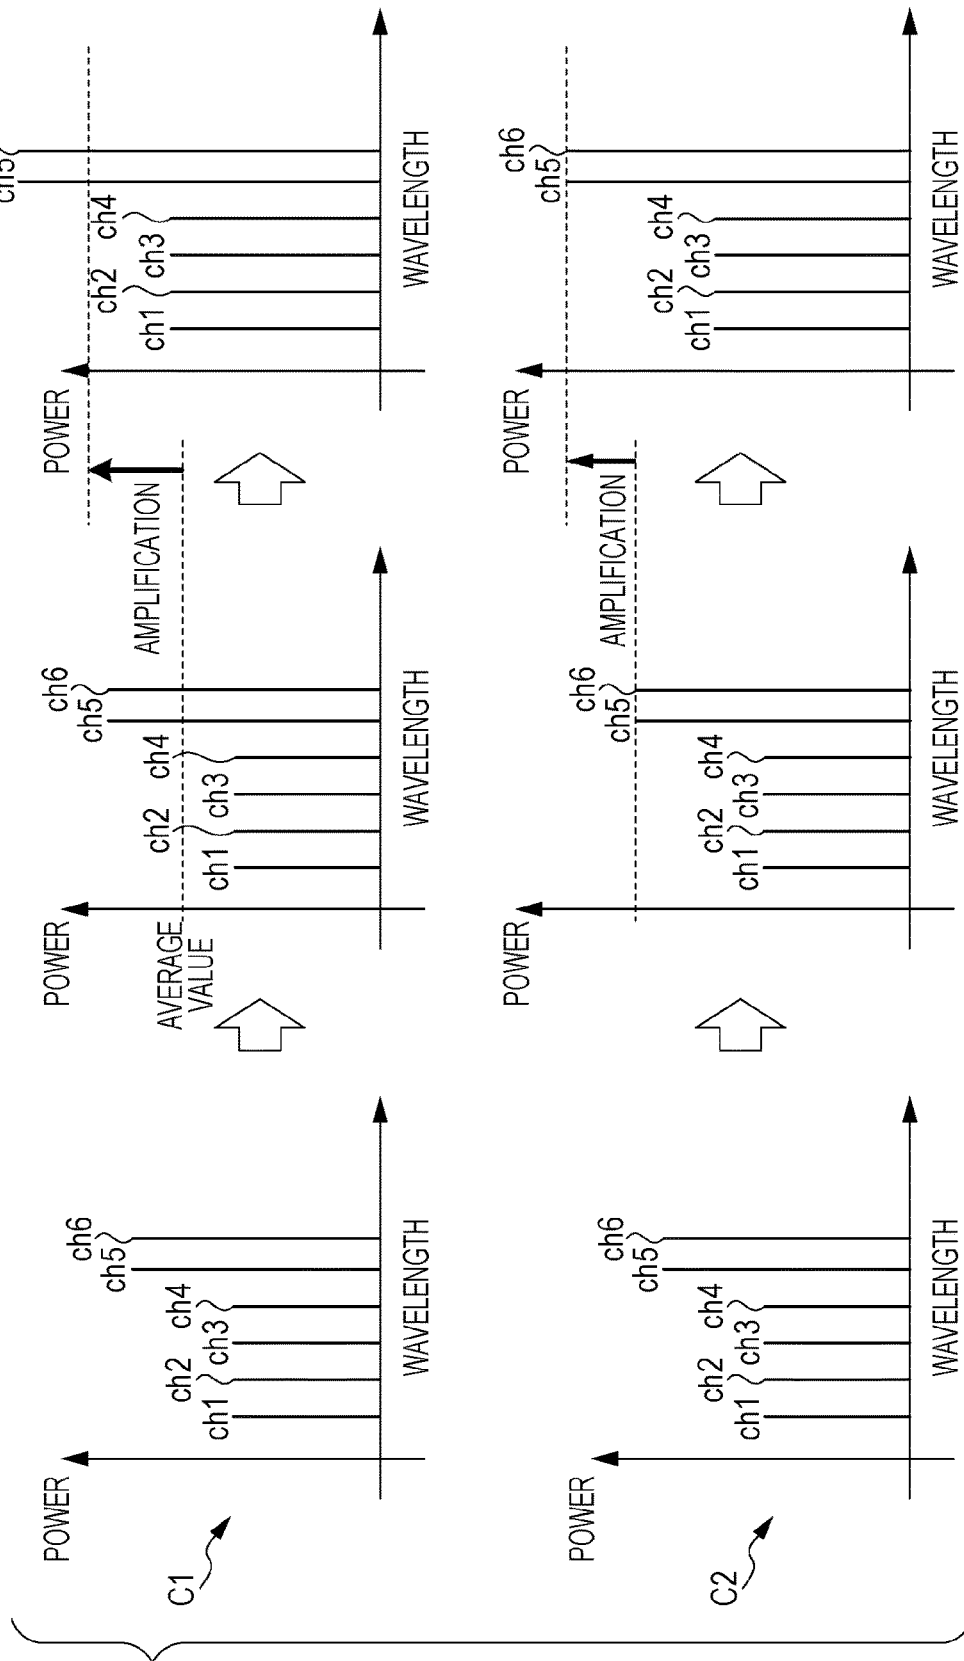 C1
POWER
ch1
ch2
ch3
ch4
ch5
ch6
WAVELENGTH
POWER
AVERAGE
VALUE
ch1
ch2
ch3
ch4
ch5
ch6
WAVELENGTH
AMPLIFICATION
POWER
ch1
ch2
ch3
ch4
ch5
WAVELENGTH
C2
POWER
ch1
ch2
ch3
ch4
ch5
ch6
WAVELENGTH
POWER
ch1
ch2
ch3
ch4
ch5
ch6
WAVELENGTH
AMPLIFICATION
POWER
ch1
ch2
ch3
ch4
ch5
ch6
WAVELENGTH